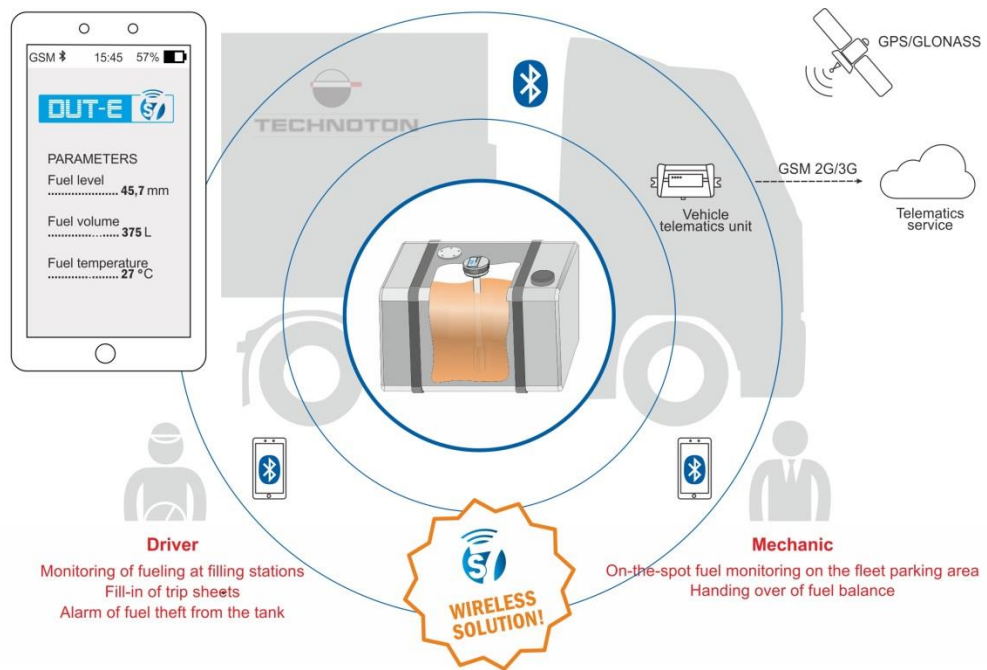 GSM 15:45 57%
DUT-E S7
PARAMETERS
Fuel level
45,7 mm
Fuel volume
375 L
Fuel temperature
27 °C
TECHNOTON
GPS/GLONASS
GSM 2G/3G
Vehicle
telematics unit
Telematics
service
Driver
Monitoring of fueling at filling stations
Fill-in of trip sheets
Alarm of fuel theft from the tank
S7
WIRELESS
SOLUTION!
Mechanic
On-the-spot fuel monitoring on the fleet parking area
Handing over of fuel balance